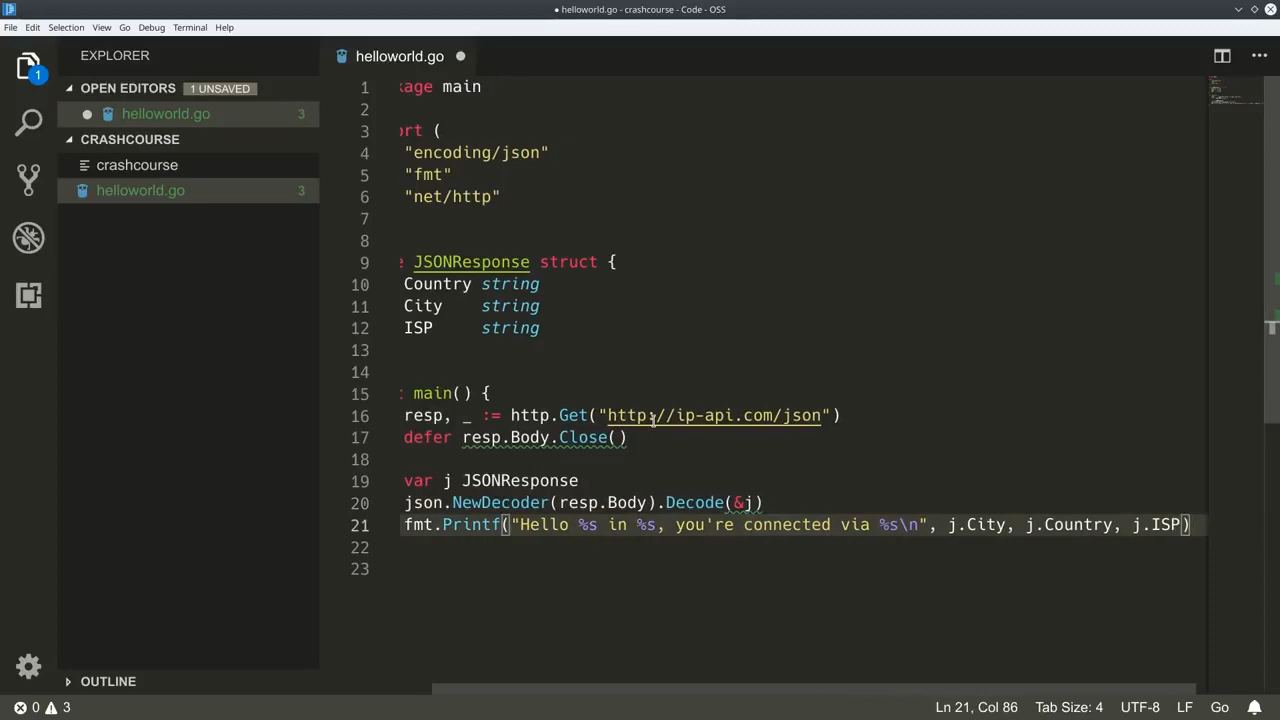 ● helloworld.go - crashcourse - Code - OSS
File Edit Selection View Go Debug Terminal Help
EXPLORER
OPEN EDITORS 1 UNSAVED
helloworld.go 3
CRASHCOURSE
crashcourse
helloworld.go 3
OUTLINE
1
helloworld.go
1 kage main
2
3 ort (
4 "encoding/json"
5 "fmt"
6 "net/http"
7
8
9 e JSONResponse struct {
10 Country string
11 City string
12 ISP string
13
14
15 main() {
16 resp, _ := http.Get("http://ip-api.com/json")
17 defer resp.Body.Close()
18
19 var j JSONResponse
20 json.NewDecoder(resp.Body).Decode(&j)
21 fmt.Printf("Hello %s in %s, you're connected via %s\n", j.City, j.Country, j.ISP)
22
23
0 3 Ln 21, Col 86 Tab Size: 4 UTF-8 LF Go